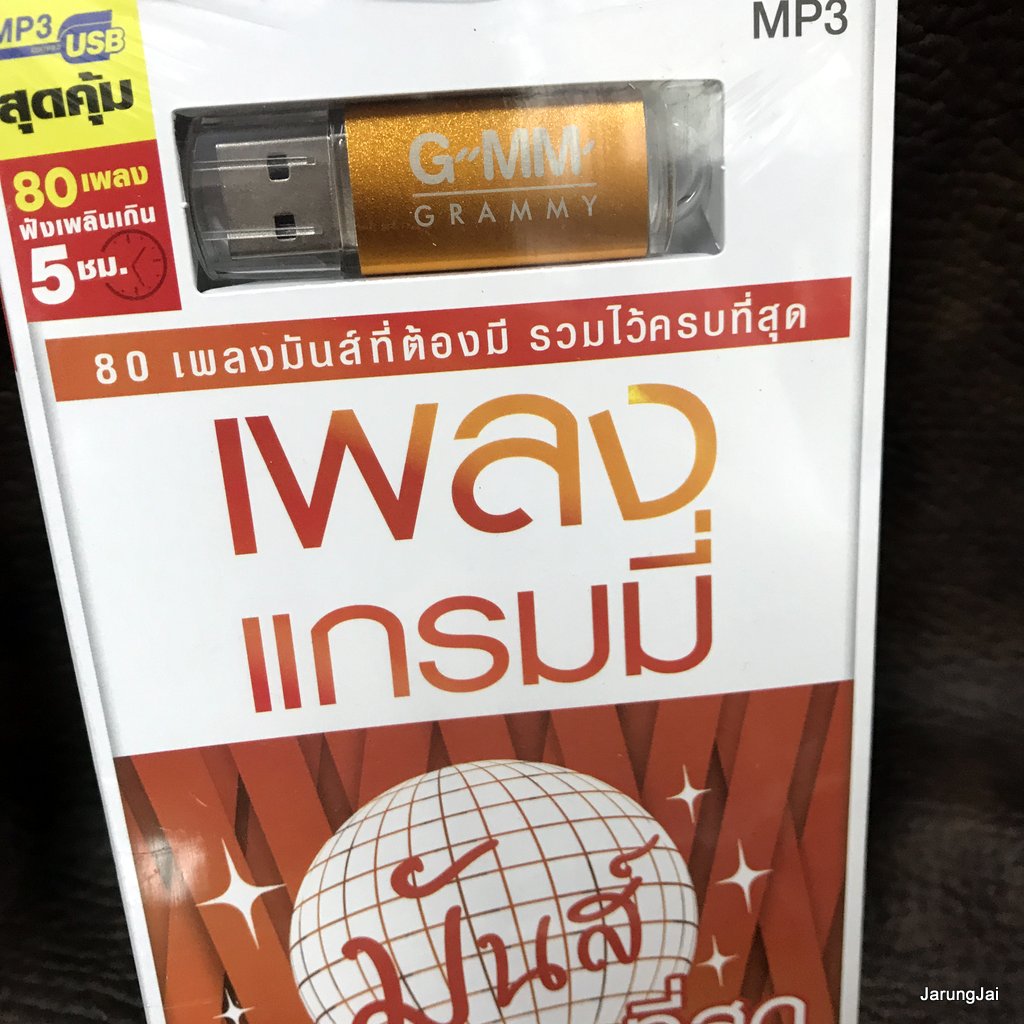 MP3
USB
MP3
สุดคุ้ม
80 เพลง
ฟังเพลินเกิน
5 ชม.
G"MM'
GRAMMY
80 เพลงมันส์ที่ต้องมี รวมไว้ครบที่สุด
เพลง
แกรมมี่
มันส์
ที่สุด
JarungJai